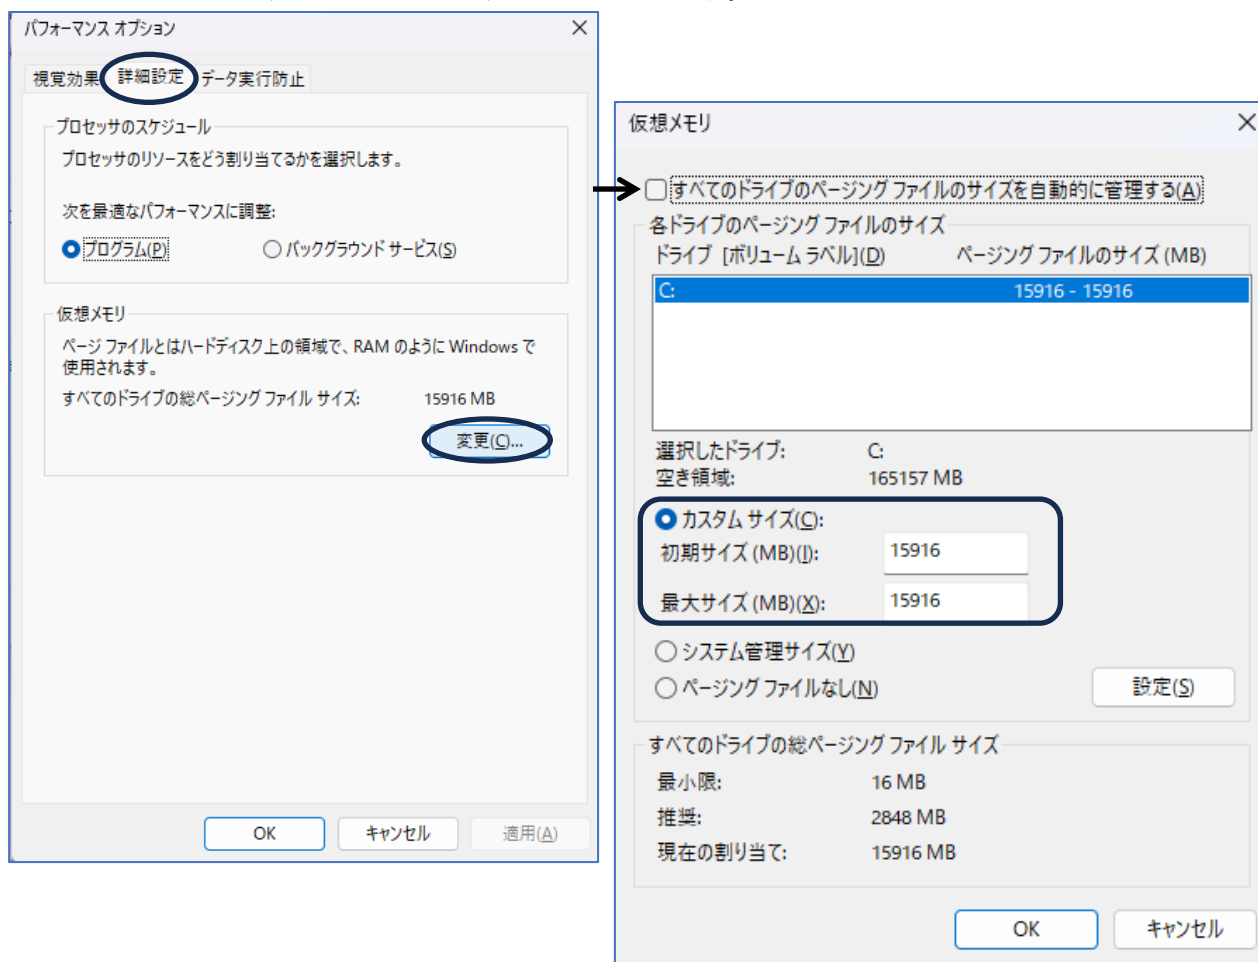 パフォーマンス オプション
視覚効果 詳細設定 データ実行防止
プロセッサのスケジュール
プロセッサのリソースをどう割り当てるかを選択します。
次を最適なパフォーマンスに調整:
プログラム(P) バックグラウンド サービス(S)
仮想メモリ
ページ ファイルとはハードディスク上の領域で、RAM のように Windows で
使用されます。
すべてのドライブの総ページング ファイル サイズ: 15916 MB
変更(C)...
OK キャンセル 適用(A)
仮想メモリ
すべてのドライブのページング ファイルのサイズを自動的に管理する(A)
各ドライブのページング ファイルのサイズ
ドライブ [ボリューム ラベル](D) ページング ファイルのサイズ (MB)
C: 15916 - 15916
選択したドライブ: C:
空き領域: 165157 MB
カスタム サイズ(C):
初期サイズ (MB)(I): 15916
最大サイズ (MB)(X): 15916
システム管理サイズ(Y)
ページング ファイルなし(N) 設定(S)
すべてのドライブの総ページング ファイル サイズ
最小限: 16 MB
推奨: 2848 MB
現在の割り当て: 15916 MB
OK キャンセル